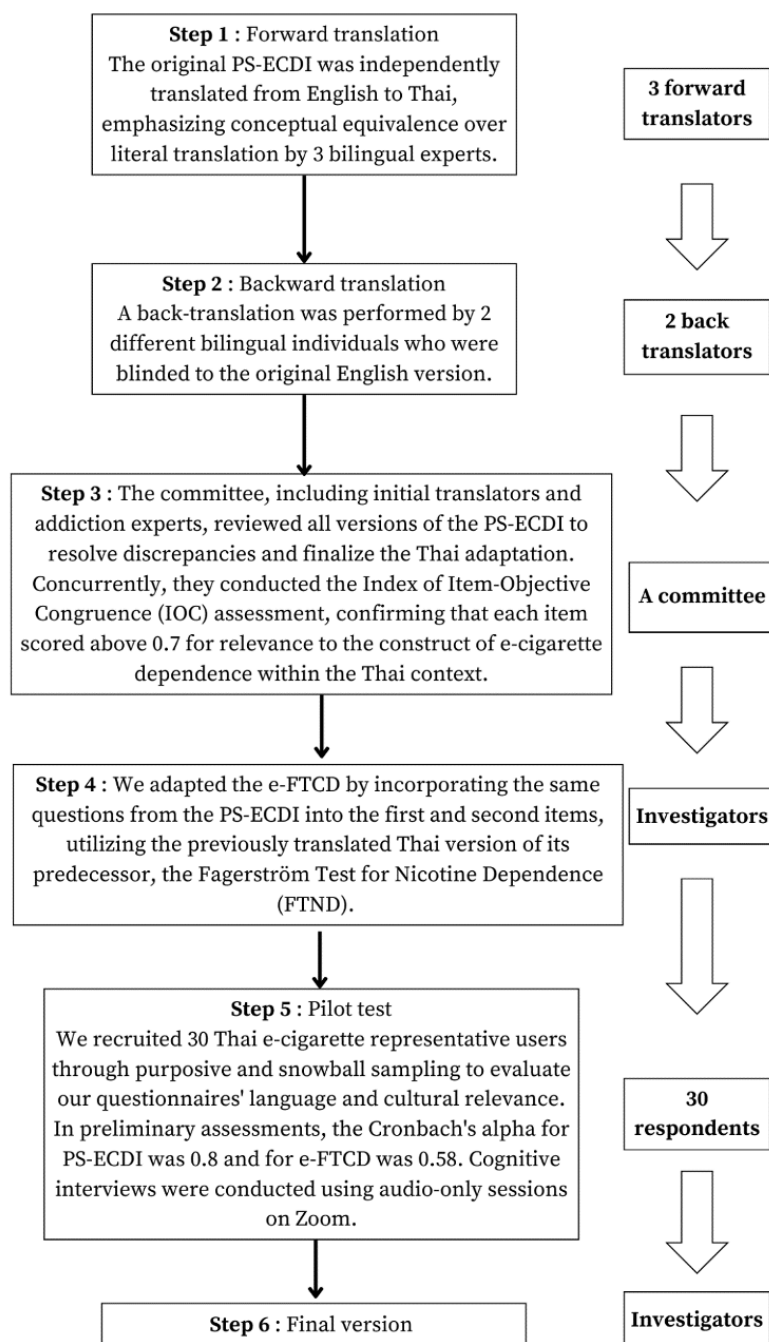 Step 1 : Forward translation
The original PS-ECDI was independently
translated from English to Thai,
emphasizing conceptual equivalence over
literal translation by 3 bilingual experts.
3 forward
translators
Step 2 : Backward translation
A back-translation was performed by 2
different bilingual individuals who were
blinded to the original English version.
2 back
translators
Step 3 : The committee, including initial translators and
addiction experts, reviewed all versions of the PS-ECDI to
resolve discrepancies and finalize the Thai adaptation.
Concurrently, they conducted the Index of Item-Objective
Congruence (IOC) assessment, confirming that each item
scored above 0.7 for relevance to the construct of e-cigarette
dependence within the Thai context.
A committee
Step 4 : We adapted the e-FTCD by incorporating the same
questions from the PS-ECDI into the first and second items,
utilizing the previously translated Thai version of its
predecessor, the Fagerström Test for Nicotine Dependence
(FTND).
Investigators
Step 5 : Pilot test
We recruited 30 Thai e-cigarette representative users
through purposive and snowball sampling to evaluate
our questionnaires' language and cultural relevance.
In preliminary assessments, the Cronbach's alpha for
PS-ECDI was 0.8 and for e-FTCD was 0.58. Cognitive
interviews were conducted using audio-only sessions
on Zoom.
30
respondents
Step 6 : Final version
Investigators